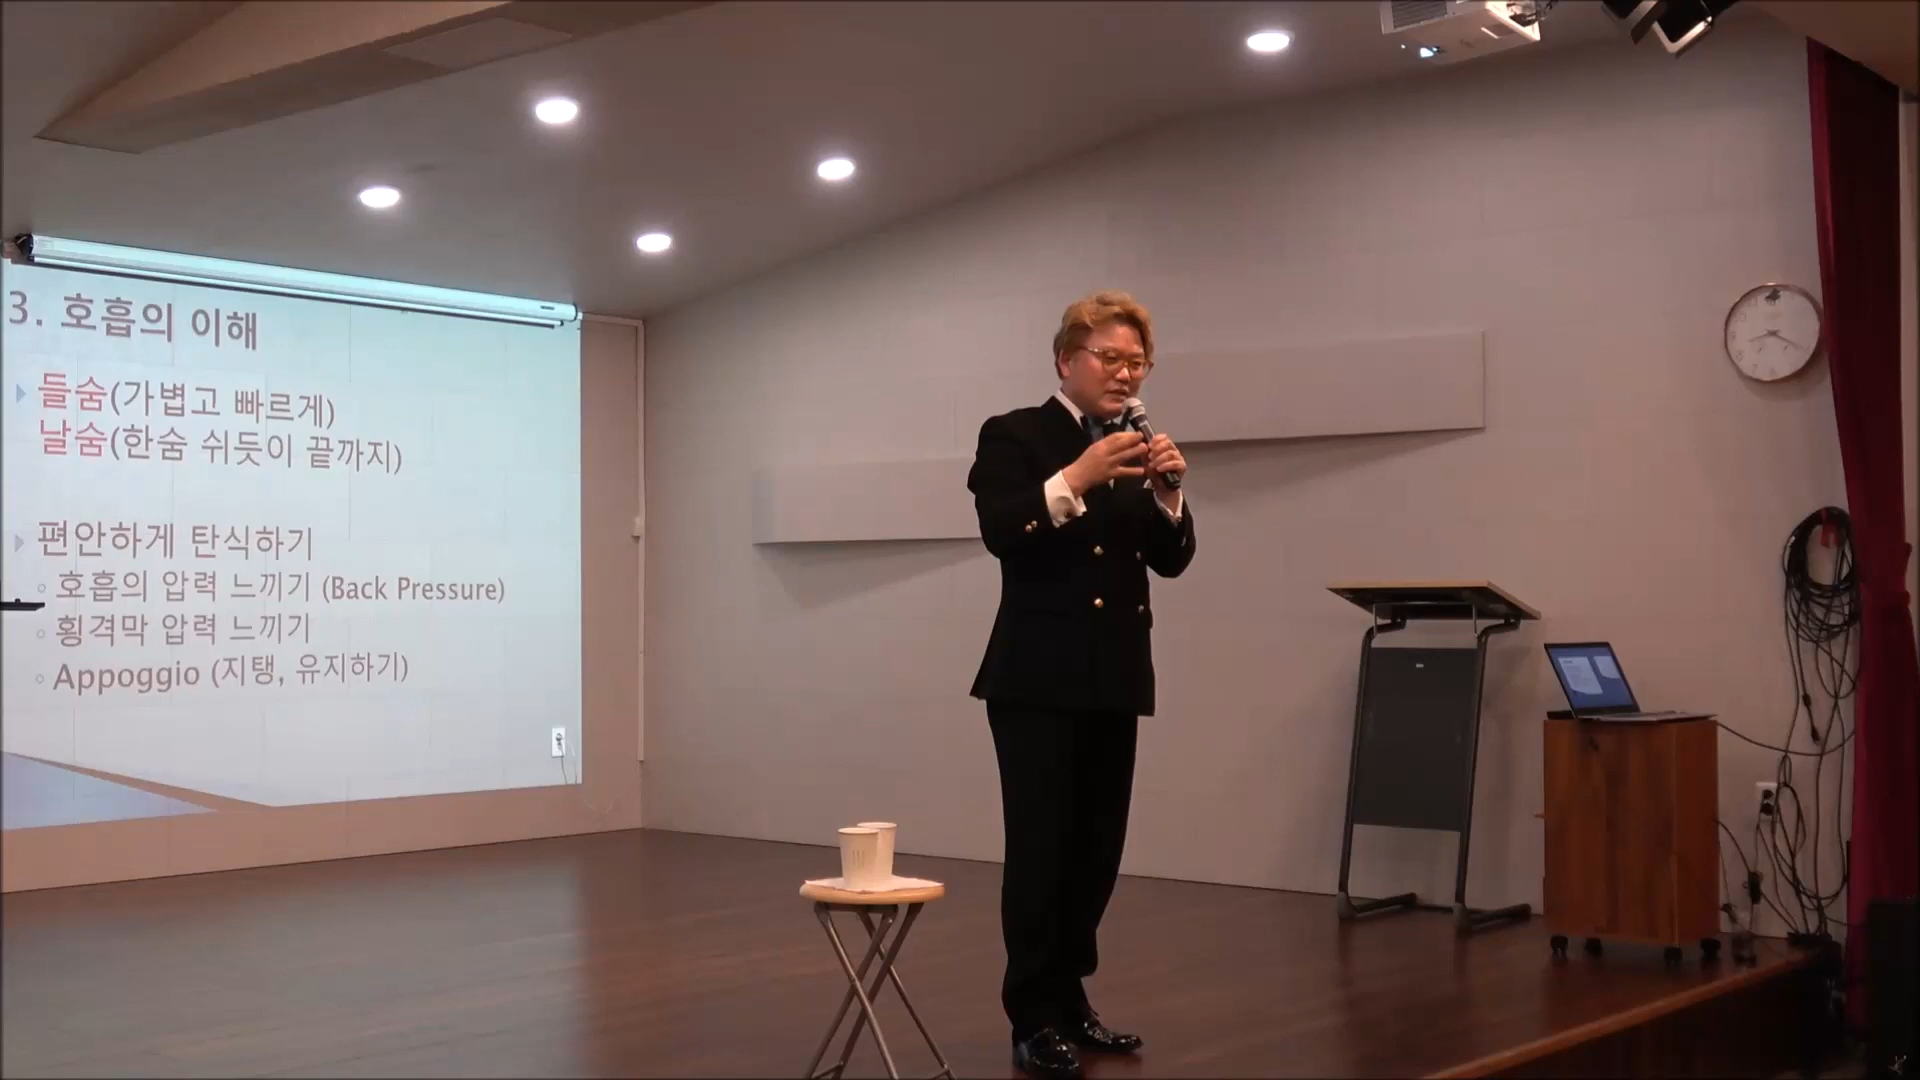 3. 호흡의 이해
들숨(가볍고 빠르게)
날숨(한숨 쉬듯이 끝까지)
편안하게 탄식하기
호흡의 압력 느끼기 (Back Pressure)
횡격막 압력 느끼기
Appoggio (지탱, 유지하기)